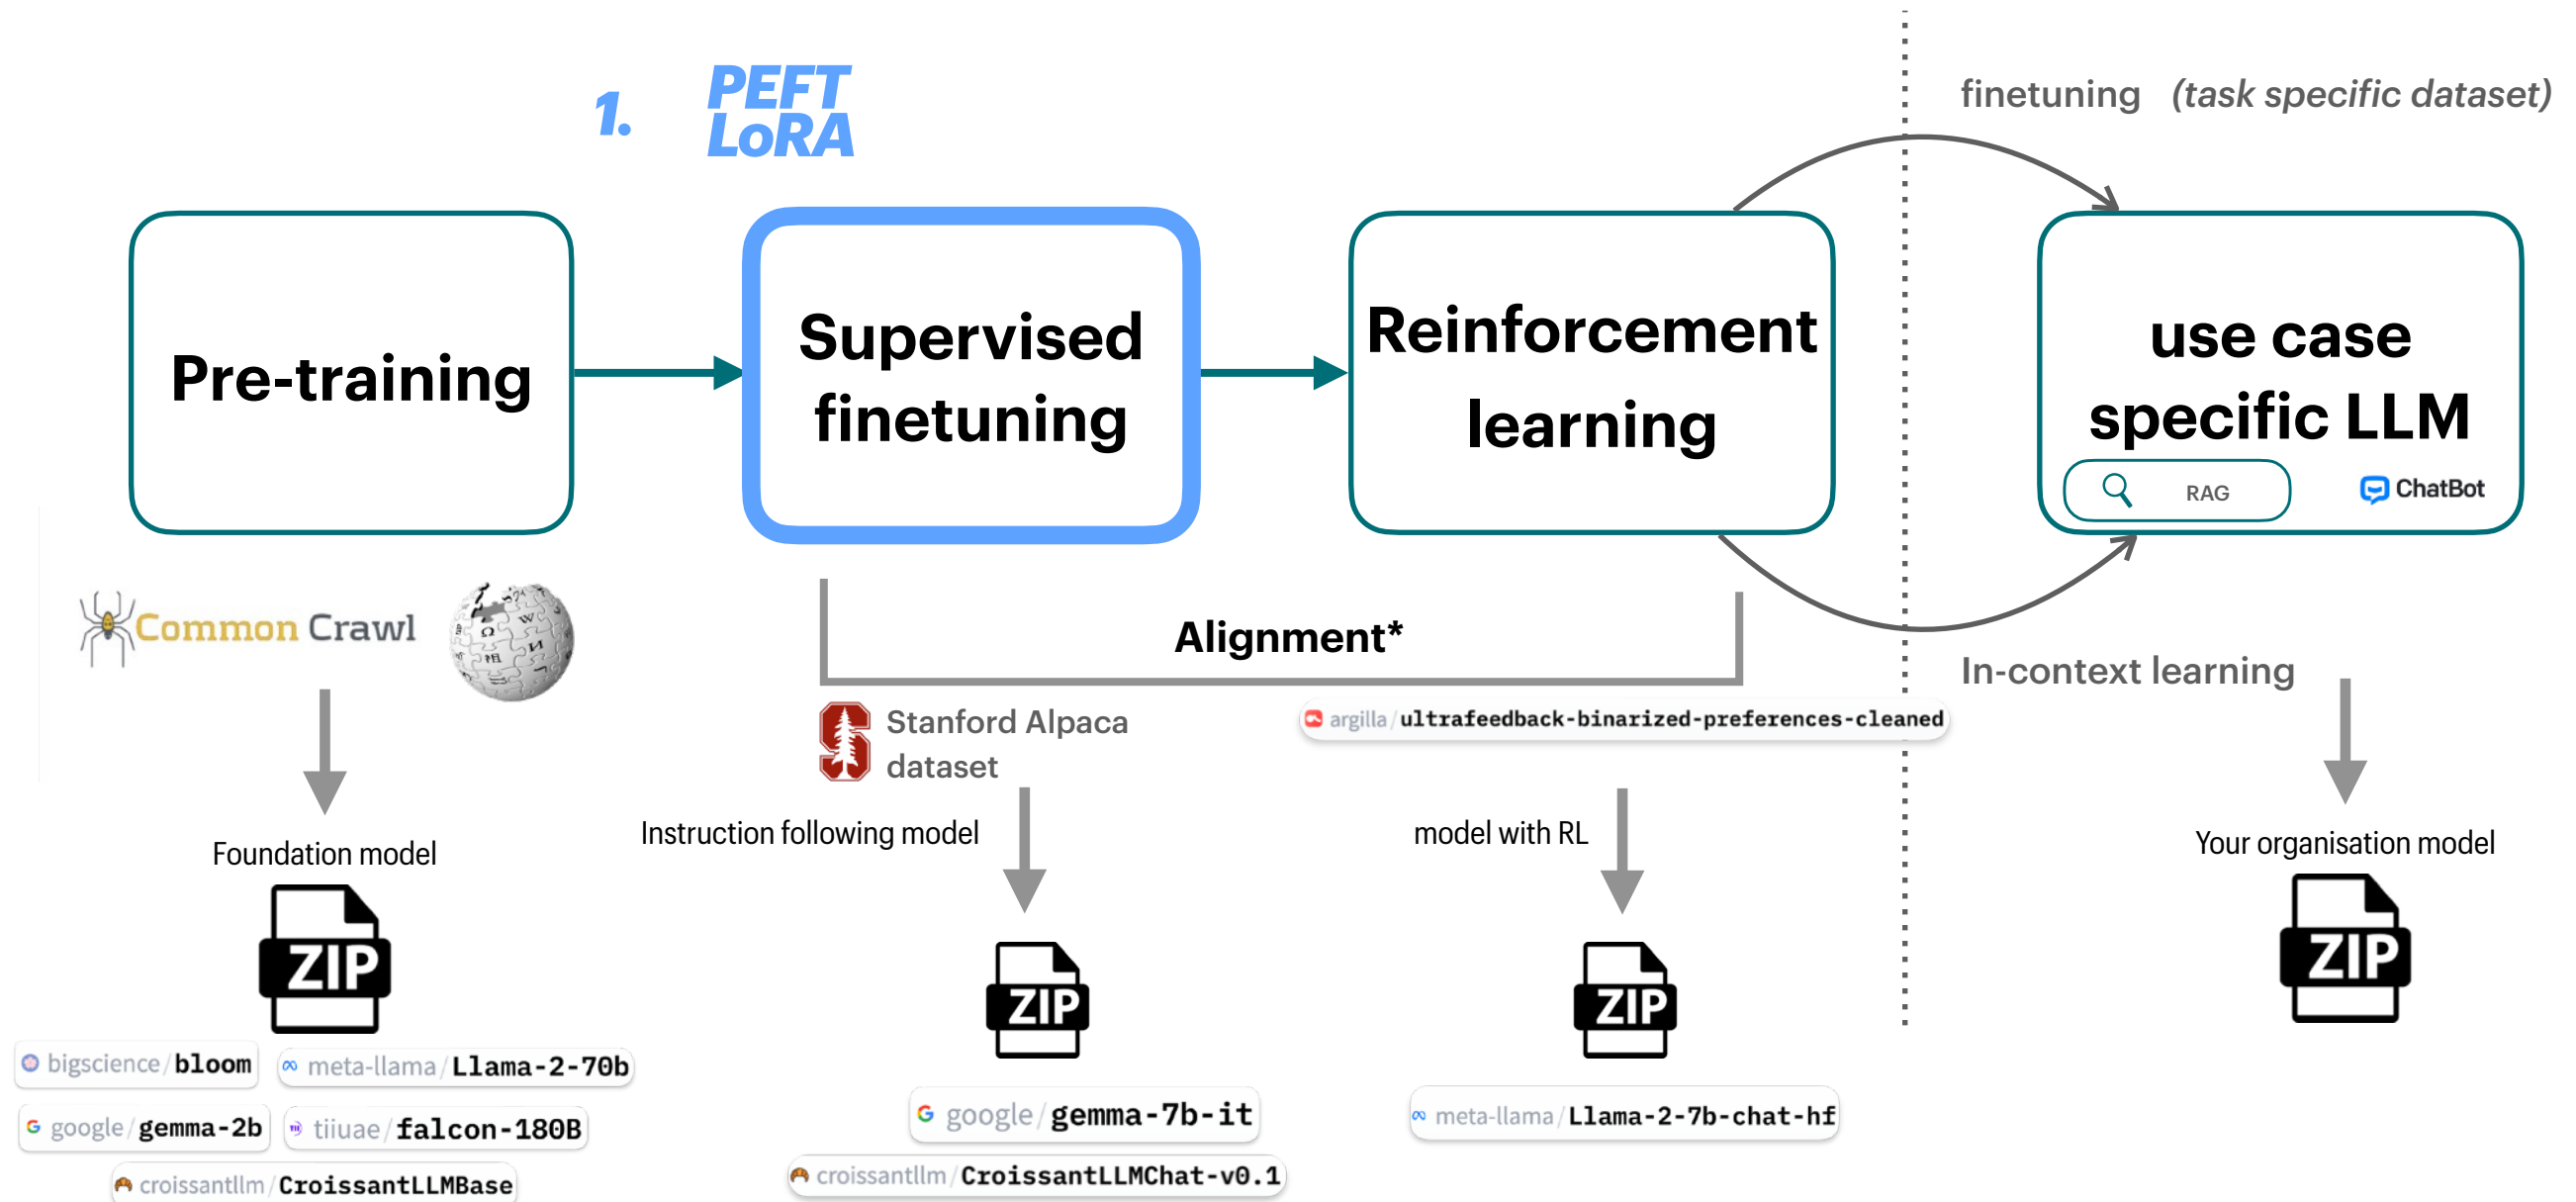 1.
PEFT
LoRA
finetuning (task specific dataset)
Pre-training
Supervised
finetuning
Reinforcement
learning
use case
specific LLM
RAG
ChatBot
Common Crawl
Alignment*
In-context learning
Stanford Alpaca
dataset
argilla/ultrafeedback-binarized-preferences-cleaned
Foundation model
Instruction following model
model with RL
Your organisation model
ZIP
ZIP
ZIP
ZIP
bigscience/bloom
meta-llama/Llama-2-70b
google/gemma-2b
tiiuae/falcon-180B
croissantllm/CroissantLLMBase
google/gemma-7b-it
croissantllm/CroissantLLMChat-v0.1
meta-llama/Llama-2-7b-chat-hf